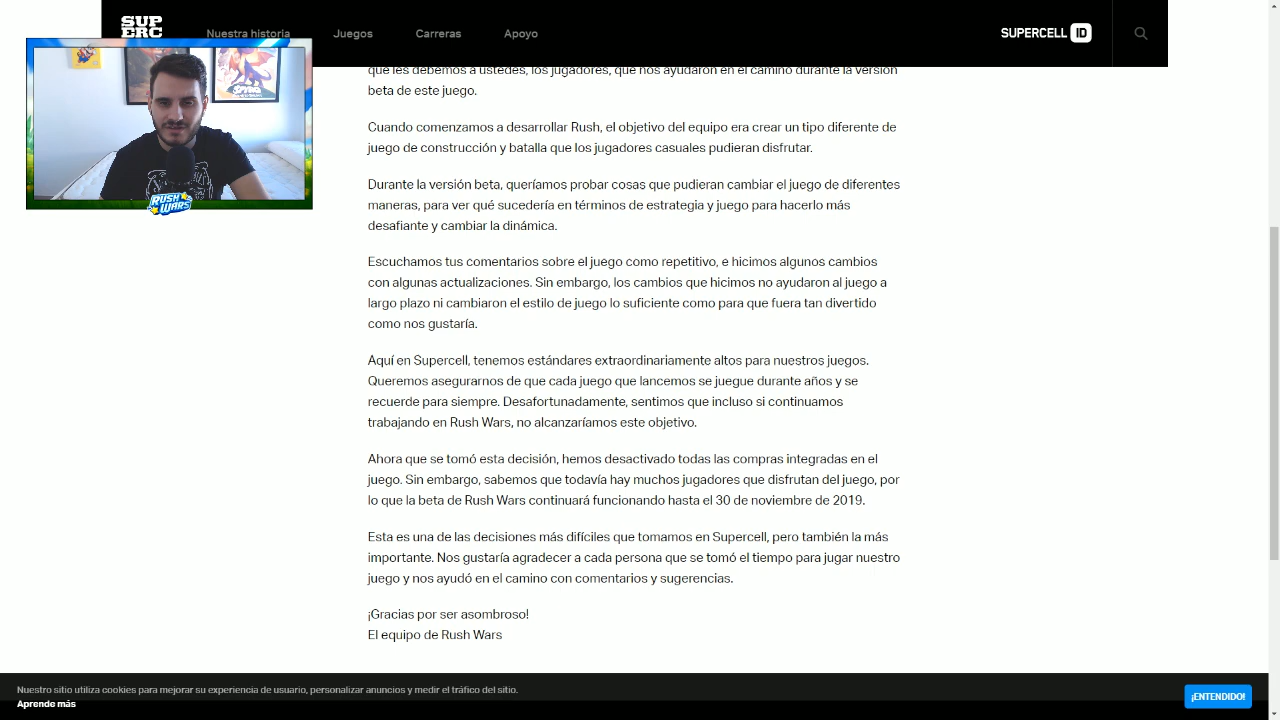 SUP
ERC
Nuestra historia
Juegos
Carreras
Apoyo
SUPERCELL ID
que les debemos a ustedes, los jugadores, que nos ayudaron en el camino durante la versión
beta de este juego.
Cuando comenzamos a desarrollar Rush, el objetivo del equipo era crear un tipo diferente de
juego de construcción y batalla que los jugadores casuales pudieran disfrutar.
Durante la versión beta, queríamos probar cosas que pudieran cambiar el juego de diferentes
maneras, para ver qué sucedería en términos de estrategia y juego para hacerlo más
desafiante y cambiar la dinámica.
Escuchamos tus comentarios sobre el juego como repetitivo, e hicimos algunos cambios
con algunas actualizaciones. Sin embargo, los cambios que hicimos no ayudaron al juego a
largo plazo ni cambiaron el estilo de juego lo suficiente como para que fuera tan divertido
como nos gustaría.
Aquí en Supercell, tenemos estándares extraordinariamente altos para nuestros juegos.
Queremos asegurarnos de que cada juego que lancemos se juegue durante años y se
recuerde para siempre. Desafortunadamente, sentimos que incluso si continuamos
trabajando en Rush Wars, no alcanzaríamos este objetivo.
Ahora que se tomó esta decisión, hemos desactivado todas las compras integradas en el
juego. Sin embargo, sabemos que todavía hay muchos jugadores que disfrutan del juego, por
lo que la beta de Rush Wars continuará funcionando hasta el 30 de noviembre de 2019.
Esta es una de las decisiones más difíciles que tomamos en Supercell, pero también la más
importante. Nos gustaría agradecer a cada persona que se tomó el tiempo para jugar nuestro
juego y nos ayudó en el camino con comentarios y sugerencias.
¡Gracias por ser asombroso!
El equipo de Rush Wars
RUSH
WARS
Nuestro sitio utiliza cookies para mejorar su experiencia de usuario, personalizar anuncios y medir el tráfico del sitio.
Aprende más
¡ENTENDIDO!